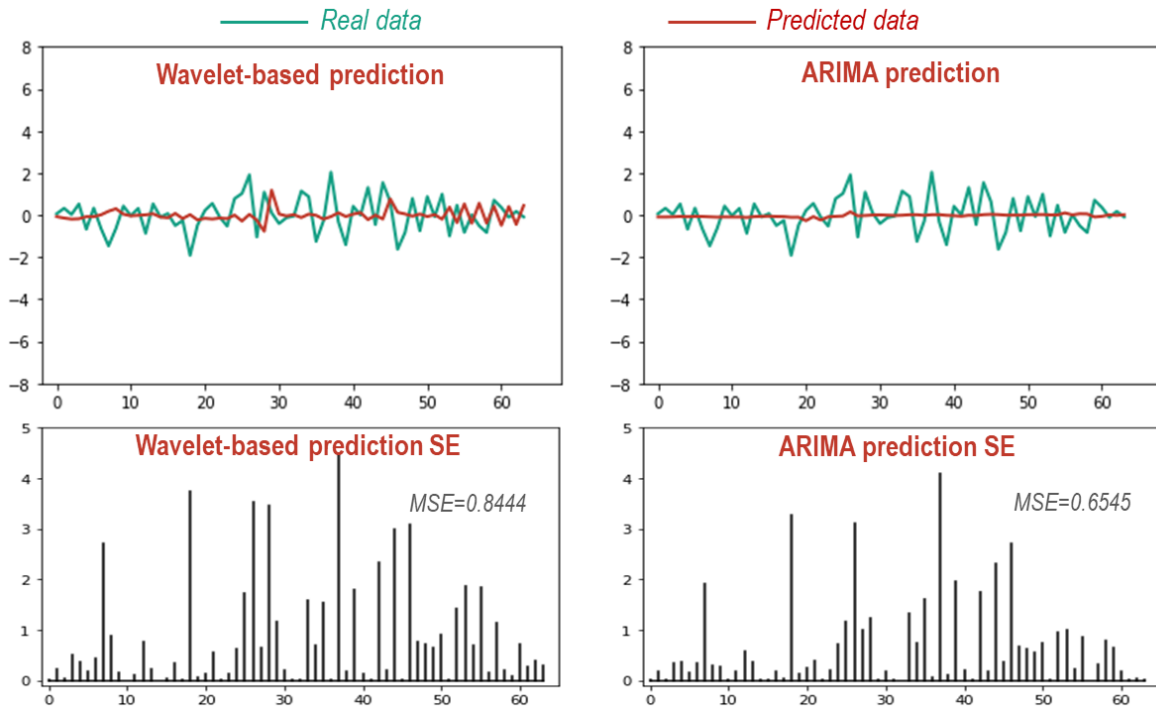 Real data
Predicted data
Wavelet-based prediction
8
6
4
2
0
−2
−4
−6
−8
0 10 20 30 40 50 60
ARIMA prediction
8
6
4
2
0
−2
−4
−6
−8
0 10 20 30 40 50 60
Wavelet-based prediction SE
MSE=0.8444
5
4
3
2
1
0
0 10 20 30 40 50 60
ARIMA prediction SE
MSE=0.6545
5
4
3
2
1
0
0 10 20 30 40 50 60